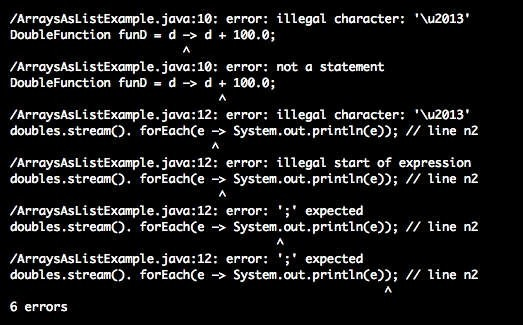 /ArraysAsListExample.java:10: error: illegal character: '\u2013'
DoubleFunction funD = d –> d + 100.0;
^
/ArraysAsListExample.java:10: error: not a statement
DoubleFunction funD = d –> d + 100.0;
^
/ArraysAsListExample.java:12: error: illegal character: '\u2013'
doubles.stream(). forEach(e –> System.out.println(e)); // line n2
^
/ArraysAsListExample.java:12: error: illegal start of expression
doubles.stream(). forEach(e –> System.out.println(e)); // line n2
^
/ArraysAsListExample.java:12: error: ';' expected
doubles.stream(). forEach(e –> System.out.println(e)); // line n2
^
/ArraysAsListExample.java:12: error: ';' expected
doubles.stream(). forEach(e –> System.out.println(e)); // line n2
^
6 errors